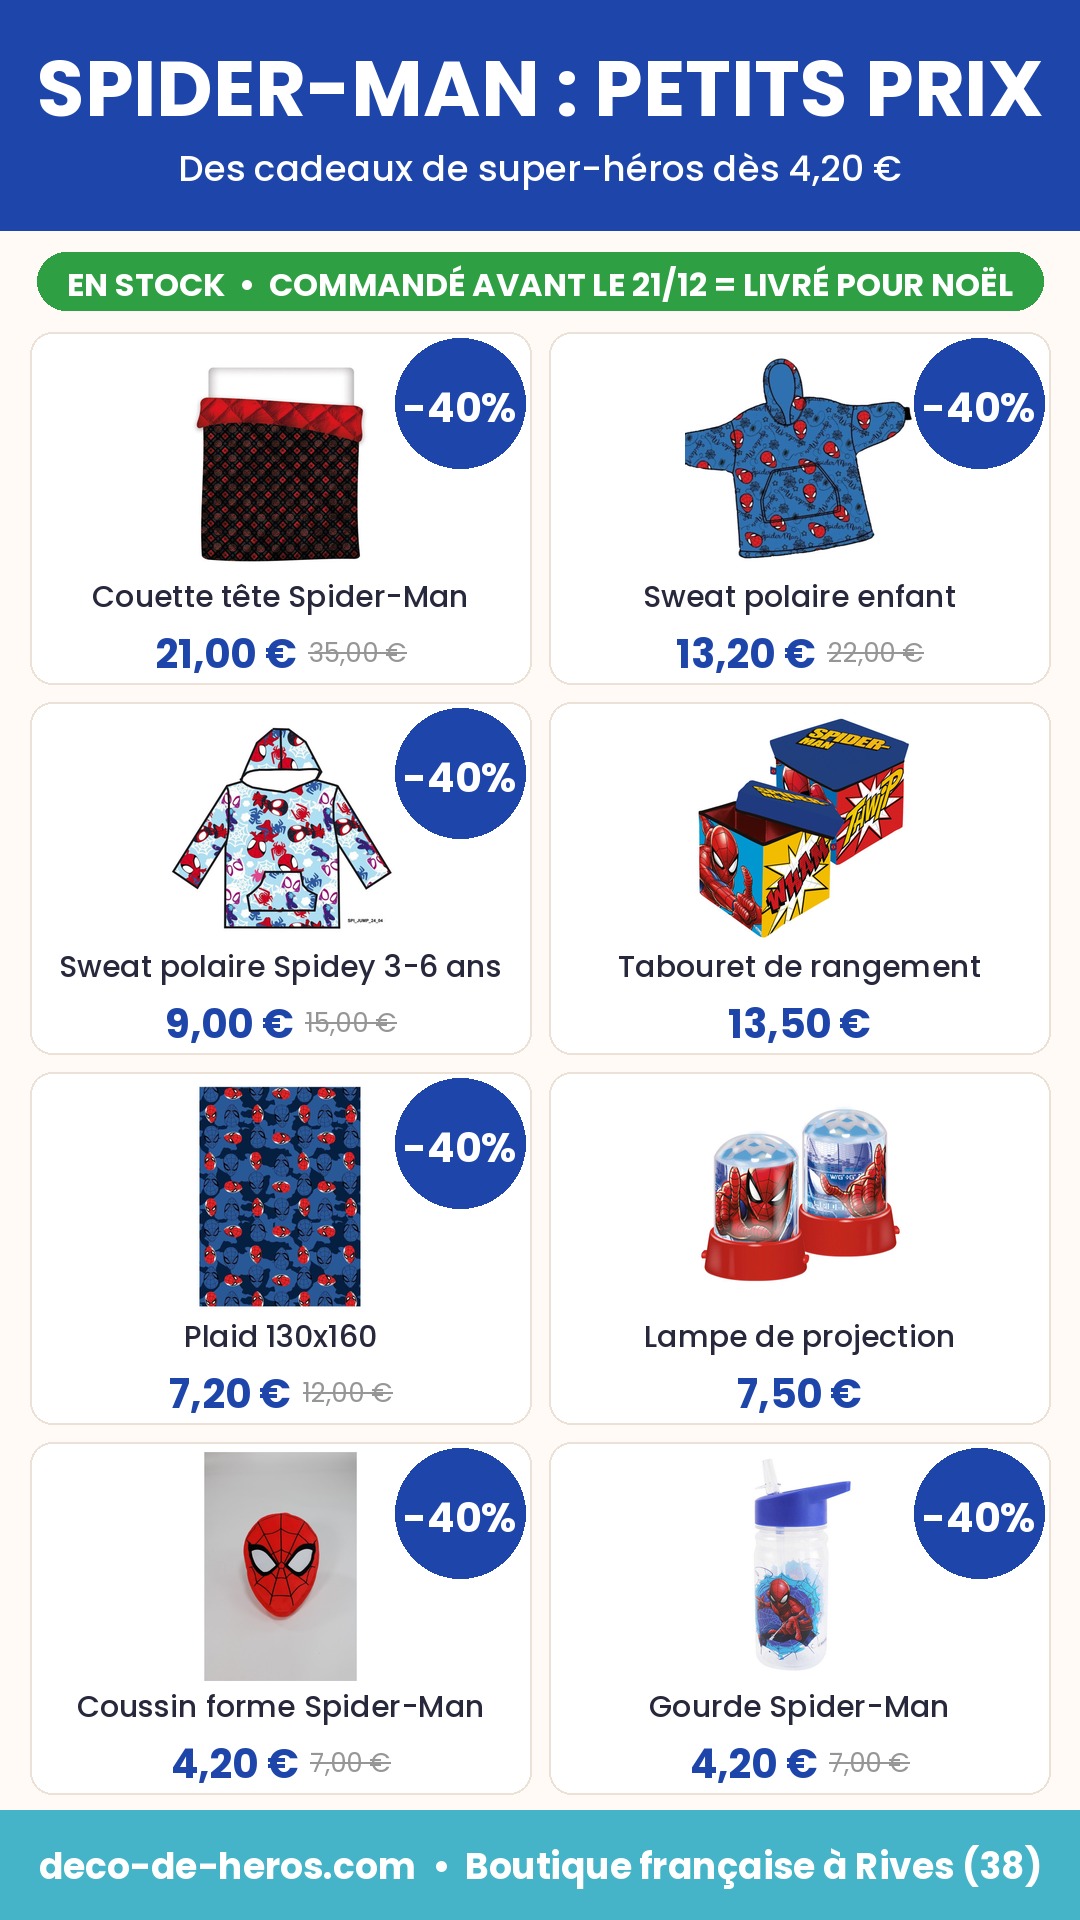 SPIDER-MAN : PETITS PRIX
Des cadeaux de super-héros dès 4,20 €
EN STOCK • COMMANDÉ AVANT LE 21/12 = LIVRÉ POUR NOËL
-40%
Couette tête Spider-Man
21,00 € 35,00 €
-40%
Sweat polaire enfant
13,20 € 22,00 €
-40%
SPI_JUMP_24_04
Sweat polaire Spidey 3-6 ans
9,00 € 15,00 €
SPIDER-MAN
THWIP
WHAM
Tabouret de rangement
13,50 €
-40%
Plaid 130x160
7,20 € 12,00 €
Lampe de projection
7,50 €
-40%
Coussin forme Spider-Man
4,20 € 7,00 €
-40%
Gourde Spider-Man
4,20 € 7,00 €
deco-de-heros.com • Boutique française à Rives (38)